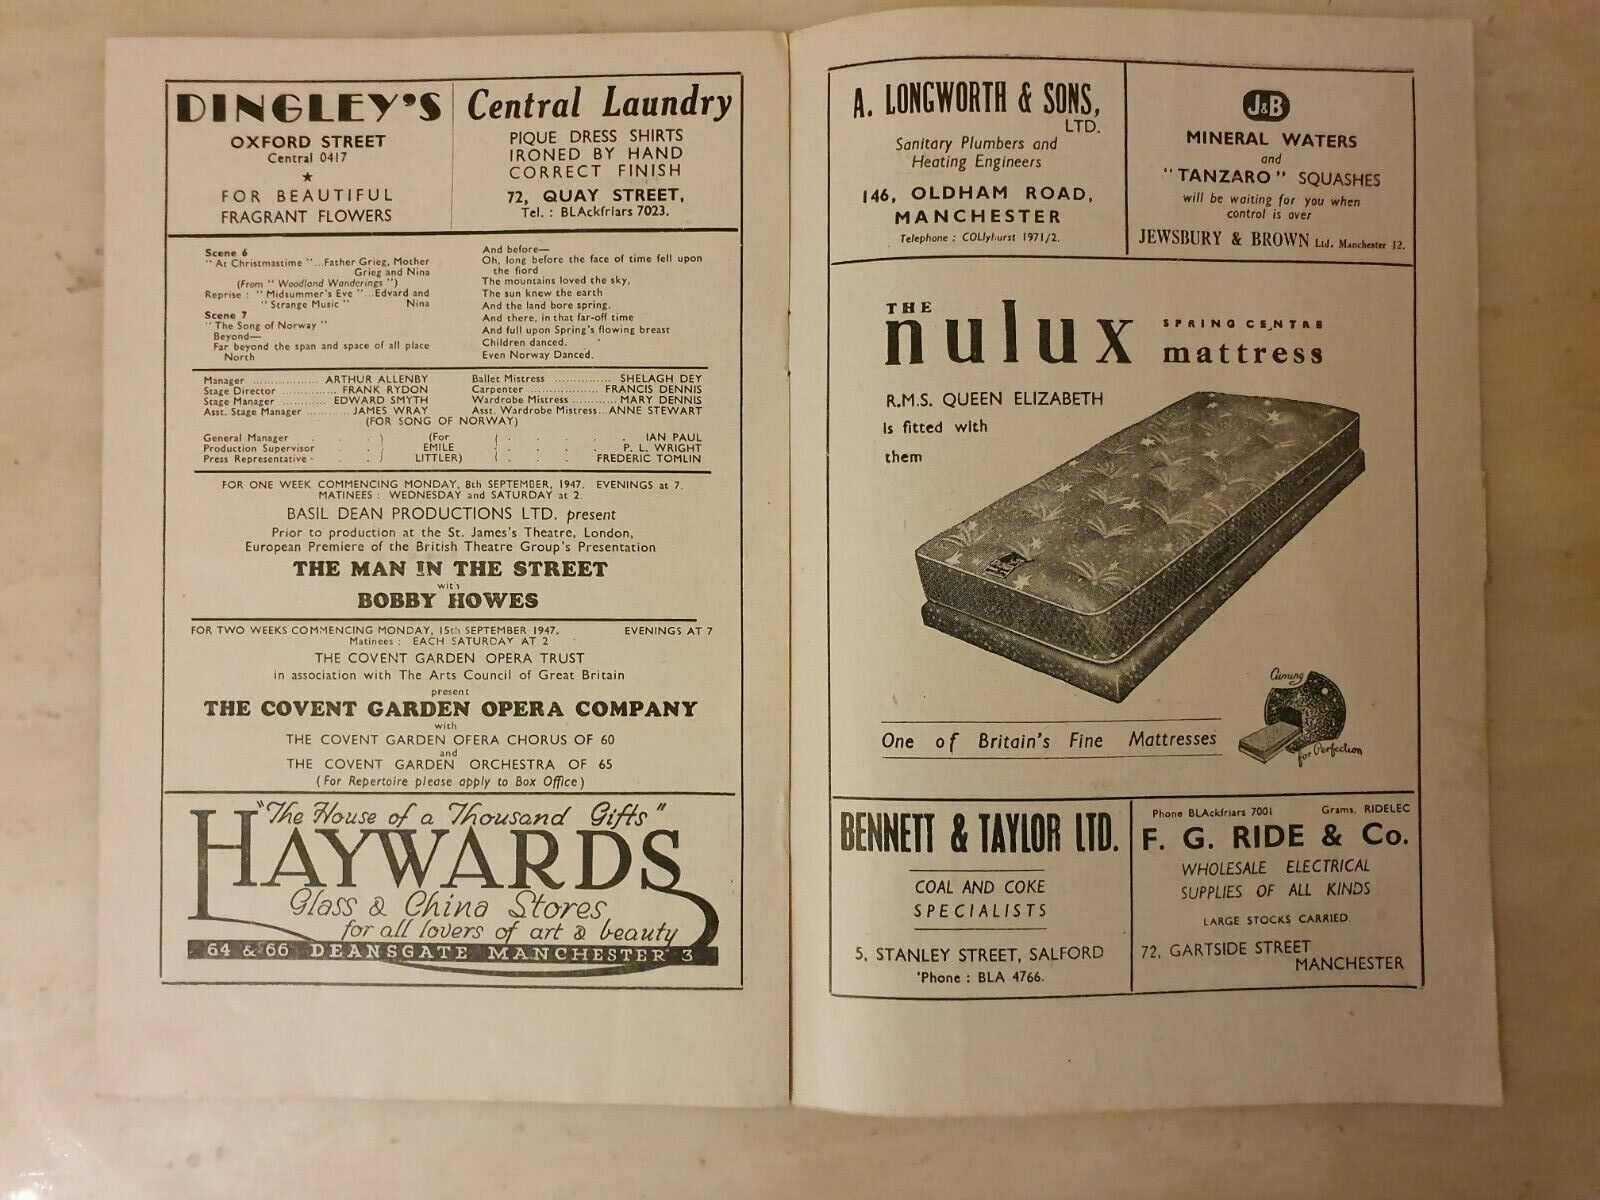 DINGLEY'S
OXFORD STREET
Central 0417
★
FOR BEAUTIFUL
FRAGRANT FLOWERS
Central Laundry
PIQUE DRESS SHIRTS
IRONED BY HAND
CORRECT FINISH
72, QUAY STREET,
Tel. : BLAckfriars 7023.
Scene 6
"At Christmastime"...Father Grieg, Mother
Grieg and Nina
(From "Woodland Wanderings")
Reprise : "Midsummer's Eve"...Edvard and
"Strange Music" Nina
Scene 7
"The Song of Norway"
Beyond—
Far beyond the span and space of all place
North
And before—
Oh, long before the face of time fell upon
the fiord
The mountains loved the sky,
The sun knew the earth
And the land bore spring.
And there, in that far-off time
And full upon Spring's flowing breast
Children danced.
Even Norway Danced.
Manager ................. ARTHUR ALLENBY
Stage Director ................. FRANK RYDON
Stage Manager ............ EDWARD SMYTH
Asst. Stage Manager ........... JAMES WRAY
Ballet Mistress ................ SHELAGH DEY
Carpenter .................. FRANCIS DENNIS
Wardrobe Mistress ............ MARY DENNIS
Asst. Wardrobe Mistress... ANNE STEWART
(FOR SONG OF NORWAY)
General Manager . . . ) (For ( . . . . . IAN PAUL
Production Supervisor . . } EMILE { . . . . P. L. WRIGHT
Press Representative . . ) LITTLER) ( . . . FREDERIC TOMLIN
FOR ONE WEEK COMMENCING MONDAY, 8th SEPTEMBER, 1947. EVENINGS at 7.
MATINEES : WEDNESDAY and SATURDAY at 2.
BASIL DEAN PRODUCTIONS LTD. present
Prior to production at the St. James's Theatre, London,
European Premiere of the British Theatre Group's Presentation
THE MAN IN THE STREET
with
BOBBY HOWES
FOR TWO WEEKS COMMENCING MONDAY, 15th SEPTEMBER 1947. EVENINGS AT 7
Matinees : EACH SATURDAY AT 2
THE COVENT GARDEN OPERA TRUST
in association with The Arts Council of Great Britain
present
THE COVENT GARDEN OPERA COMPANY
with
THE COVENT GARDEN OPERA CHORUS OF 60
and
THE COVENT GARDEN ORCHESTRA OF 65
(For Repertoire please apply to Box Office)
"The House of a Thousand Gifts"
HAYWARDS
Glass & China Stores
for all lovers of art & beauty
64 & 66 DEANSGATE MANCHESTER 3
A. LONGWORTH & SONS,
LTD.
Sanitary Plumbers and
Heating Engineers
146, OLDHAM ROAD,
MANCHESTER
Telephone : COLlyhurst 1971/2.
J&B
MINERAL WATERS
and
"TANZARO" SQUASHES
will be waiting for you when
control is over
JEWSBURY & BROWN Ltd. Manchester 12.
THE
nulux SPRING CENTRE
mattress
R.M.S. QUEEN ELIZABETH
is fitted with
them
One of Britain's Fine Mattresses
Cuming
for Perfection
BENNETT & TAYLOR LTD.
COAL AND COKE
SPECIALISTS
5, STANLEY STREET, SALFORD
'Phone : BLA 4766.
Phone BLAckfriars 7001 Grams. RIDELEC
F. G. RIDE & Co.
WHOLESALE ELECTRICAL
SUPPLIES OF ALL KINDS
LARGE STOCKS CARRIED.
72, GARTSIDE STREET
MANCHESTER